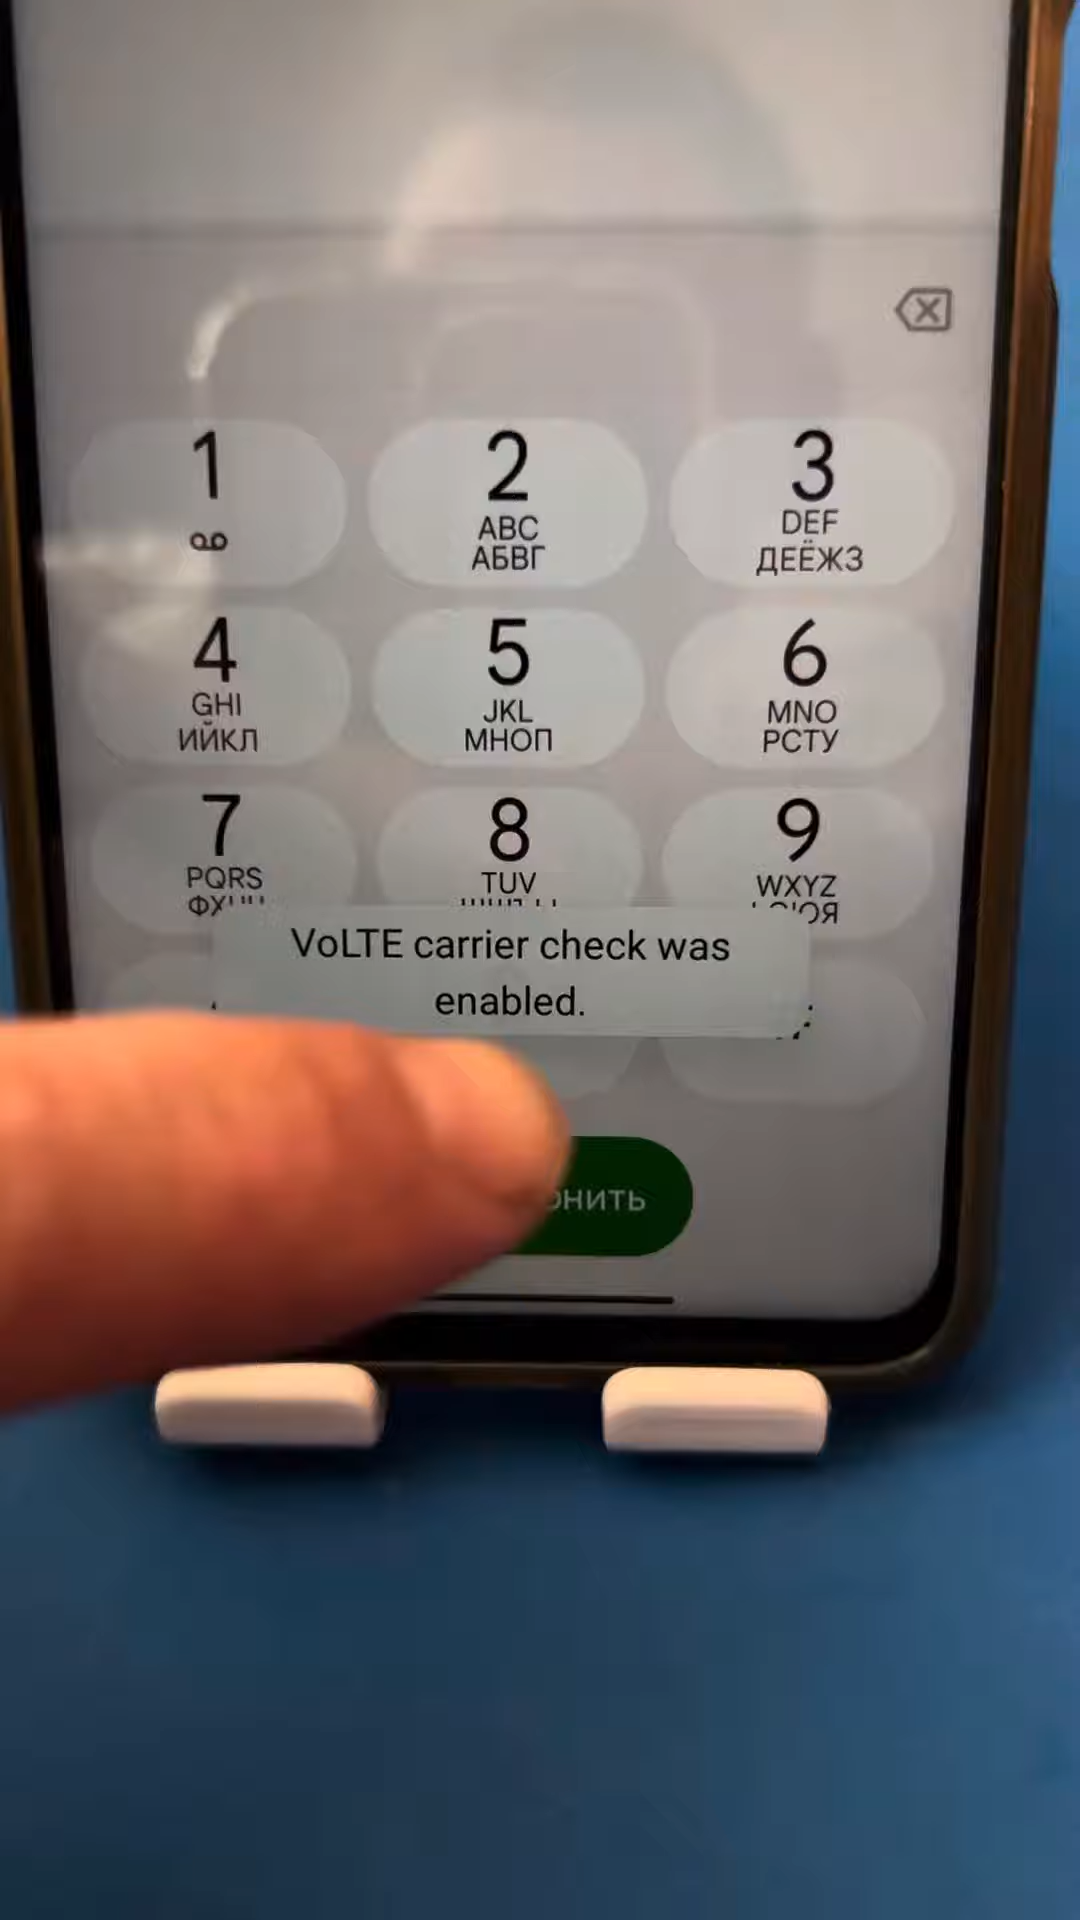 1
2
ABC
АБВГ
3
DEF
ДЕЁЖЗ
4
GHI
ИЙКЛ
5
JKL
МНОП
6
MNO
РСТУ
7
PQRS
8
TUV
9
WXYZ
VoLTE carrier check was
enabled.